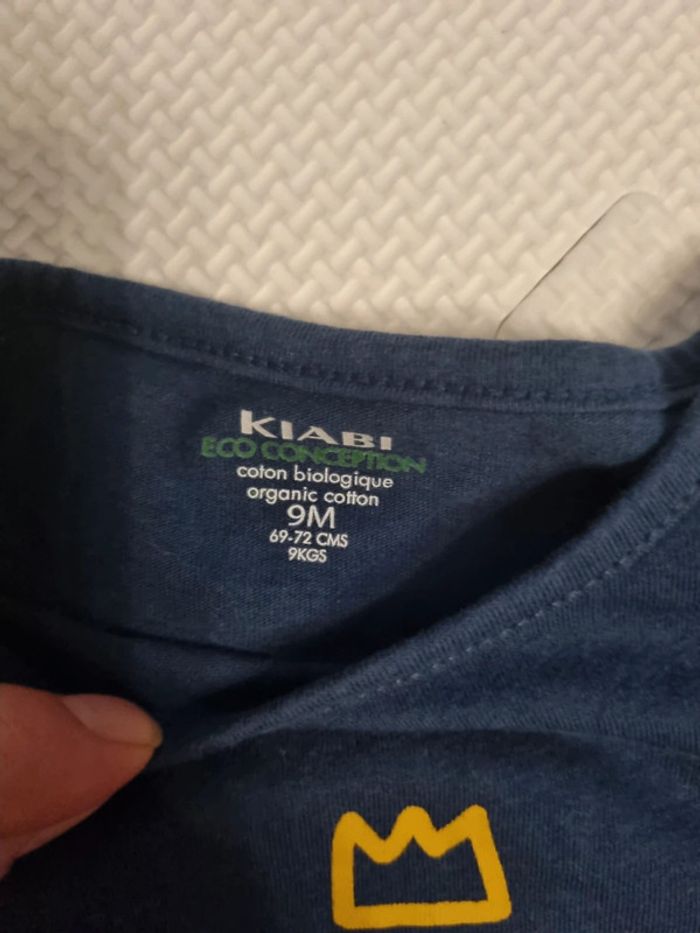 KIABI
ECO CONCEPTION
coton biologique
organic cotton
9M
69-72 CMS
9KGS